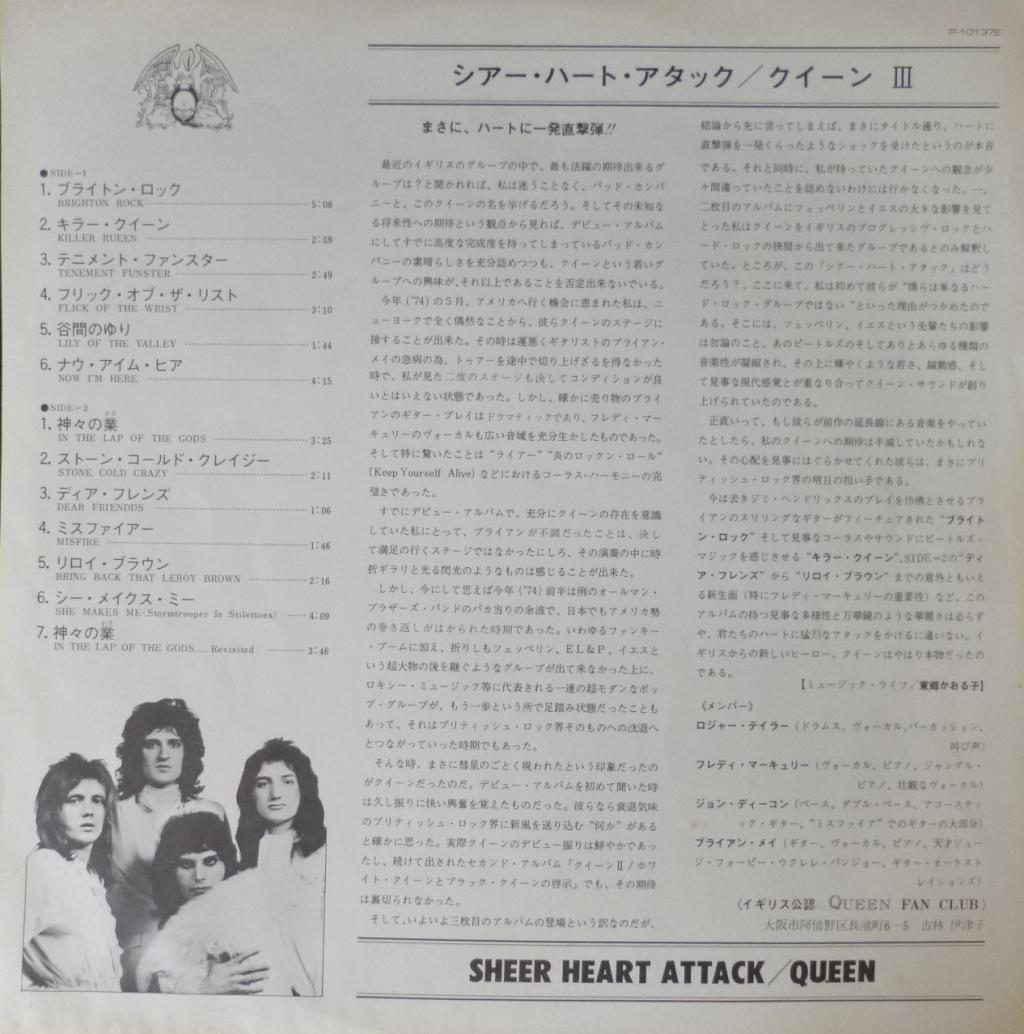 P-10137E
シアー・ハート・アタック／クイーン Ⅲ
●SIDE-1
1. ブライトン・ロック
BRIGHTON ROCK 5:08
2. キラー・クイーン
KILLER RUEEN 2:59
3. テニメント・ファンスター
TENEMENT FUNSTER 2:49
4. フリック・オブ・ザ・リスト
FLICK OF THE WRIST 3:10
5. 谷間のゆり
LILY OF THE VALLEY 1:44
6. ナウ・アイム・ヒア
NOW I'M HERE 4:15
●SIDE-2
1. 神々の業
わざ
IN THE LAP OF THE GODS 3:25
2. ストーン・コールド・クレイジー
STONE COLD CRAZY 2:11
3. ディア・フレンズ
DEAR FRIENDDS 1:06
4. ミスファイアー
MISFIRE 1:46
5. リロイ・ブラウン
BRING BACK THAT LEROY BROWN 2:16
6. シー・メイクス・ミー
SHE MAKES ME (Stormtrooper In Stilettoes) 4:09
7. 神々の業
わざ
IN THE LAP OF THE GODS.... Revisited 3:46
まさに、ハートに一発直撃弾!!
最近のイギリスのグループの中で、最も活躍の期待出来るグ
ループは？と聞かれれば、私は迷うことなく、バッド・カンパ
ニーと、このクイーンの名を挙げるだろう。そしてその未知な
る将来性への期待という観点から見れば、デビュー・アルバム
にしてすでに高度な完成度を持ってしまっているバッド・カン
パニーの素晴らしさを充分認めつつも、クイーンという若いグ
ループへの興味が、それ以上であることを否定出来ないでいる。
今年（'74）の５月、アメリカへ行く機会に恵まれた私は、ニ
ューヨークで全く偶然なことから、彼らクイーンのステージに
接することが出来た。その時は運悪くギタリストのブライアン・
メイの急病の為、トゥアーを途中で切り上げざるを得なかった
時で、私が見た二度のステージも決してコンディションが良
いとはいえない状態であった。しかし、確かに売り物のブライ
アンのギター・プレイはドラマティックであり、フレディ・マー
キュリーのヴォーカルも広い音域を充分生かしたものであった。
そして特に驚いたことは“ライアー”“炎のロックン・ロール”
(Keep Yourself Alive) などにおけるコーラス・ハーモニーの完
璧さであった。
すでにデビュー・アルバムで、充分にクイーンの存在を意識
していた私にとって、ブライアンが不調だったことは、決し
て満足の行くステージではなかったにしろ、その演奏の中に時
折ギラリと光る閃光のようなものは感じることが出来た。
しかし、今にして思えば今年（'74）前半は例のオールマン・
ブラザーズ・バンドのバカ当りの余波で、日本でもアメリカ勢
の巻き返しがはかられた時期であった。いわゆるファンキー
・ブームに加え、折りしもツェッペリン、ＥＬ＆Ｐ、イエスと
いう超大物の後を継ぐようなグループが出て来なかった上に、
ロキシー・ミュージック等に代表される一連の超モダンなポッ
プ・グループが、もう一歩という所で足踏み状態だったことも
あって、それはブリティッシュ・ロック界そのものへの沈退へ
とつながっていった時期でもあった。
そんな時、まさに彗星のごとく現われたという印象だったの
がクイーンだったのだ。デビュー・アルバムを初めて聞いた時
は久し振りに快い興奮を覚えたものだった。彼らなら衰退気味
のブリティッシュ・ロック界に新風を送り込む“何か”がある
と確かに思った。実際クイーンのデビュー振りは鮮やかであっ
たし、続けて出されたセカンド・アルバム「クイーンⅡ／ホワ
イト・クイーンとブラック・クイーンの啓示」でも、その期待
は裏切られなかった。
そして、いよいよ三枚目のアルバムの登場という訳なのだが、
結論から先に言ってしまえば、まさにタイトル通り、ハートに
直撃弾を一発くらったようなショックを受けたというのが本音
である。それと同時に、私が持っていたクイーンへの観念が少
々間違っていたことを認めないわけには行かなくなった。一、
二枚目のアルバムにツェッペリンとイエスの大きな影響を見て
とった私はクイーンをイギリスのプログレッシヴ・ロックとハ
ード・ロックの狭間から出て来たグループであるとのみ解釈し
ていた。ところが、この「シアー・ハート・アタック」はどう
だろう？、ここに来て、私は初めて彼らが“僕らは単なるハー
ド・ロック・グループではない”といった理由がつかめたので
ある。そこには、ツェッペリン、イエスという先輩たちの影響
は勿論のこと、あのビートルズのそしてありとあらゆる種類の
音楽性が凝縮され、その上に輝やくような若さ、躍動感、そし
て見事な現代感覚とが重なり合ってクイーン・サウンドが創り
上げられていたのである。
正直いって、もし彼らが前作の延長線にある音楽をやってい
たとしたら、私のクイーンへの期待は半減していたかもしれな
い。その心配を見事にはぐらかせてくれた彼らは、まさにブリ
ティッシュ・ロック界の明日の担い手である。
今は去きジミ・ヘンドリックスのプレイを彷彿とさせるブラ
イアンのスリリングなギターがフィーチュアされた“ブライト
ン・ロック”そして見事なコーラスやサウンドにビートルズ・
マジックを感じさせる“キラー・クイーン”,SIDE-2の“ディ
ア・フレンズ”から“リロイ・ブラウン”までの意外ともいえ
る新生面（特にフレディ・マーキュリーの重要性）など、この
アルバムの持つ見事な多様性と万華鏡のような華麗さは必らず
や、君たちのハートに猛烈なアタックをかけるに違いない。イ
ギリスからの新しいヒーロー、クイーンはやはり本物だったの
である。
【ミュージック・ライフ／東郷かおる子】
《メンバー》
ロジャー・テイラー（ドラムス、ヴォーカル、パーカッション、
叫び声）
フレディ・マーキュリー（ヴォーカル、ピアノ、ジャングル・
ピアノ、壮観なヴォーカル）
ジョン・ディーコン（ベース、ダブル・ベース、アコースティ
ック・ギター、“ミスファイア”でのギターの大部分）
ブライアン・メイ（ギター、ヴォーカル、ピアノ、天才ジョー
ジ・フォービー・ウクレレ・バンジョー、ギター・オーケスト
レイションズ）
《イギリス公認 QUEEN FAN CLUB》
大阪市阿倍野区長池町6－5 古林 伊津子
SHEER HEART ATTACK／QUEEN